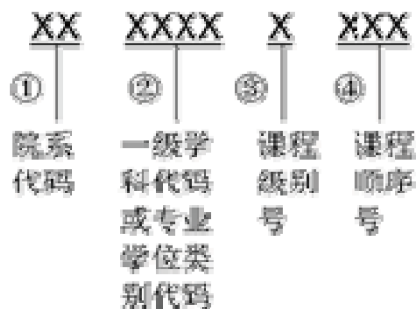 XX XXXX X XXX
① ② ③ ④
院系 一级学 课程 课程
代码 科代码 级别 顺序
或专业 号 号
学位类
别代码